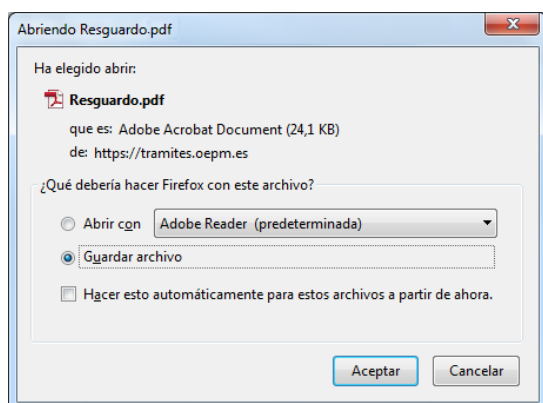 Abriendo Resguardo.pdf
Ha elegido abrir:
Resguardo.pdf
que es: Adobe Acrobat Document (24,1 KB)
de: https://tramites.oepm.es
¿Qué debería hacer Firefox con este archivo?
Abrir con Adobe Reader (predeterminada)
Guardar archivo
Hacer esto automáticamente para estos archivos a partir de ahora.
Aceptar Cancelar